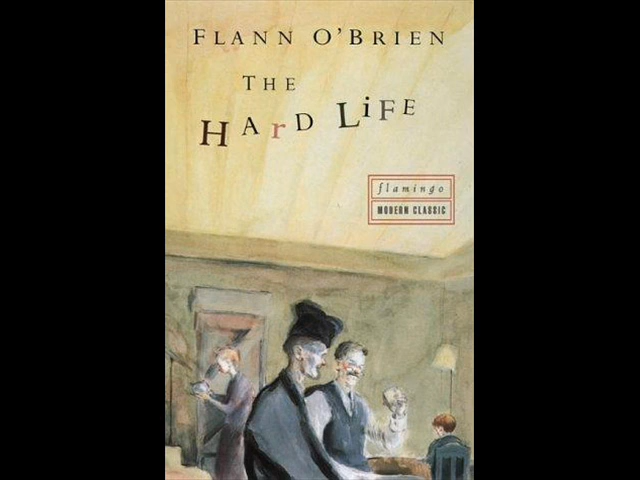 FLANN O'BRIEN
THE
HArD LiFE
flamingo
MODERN CLASSIC